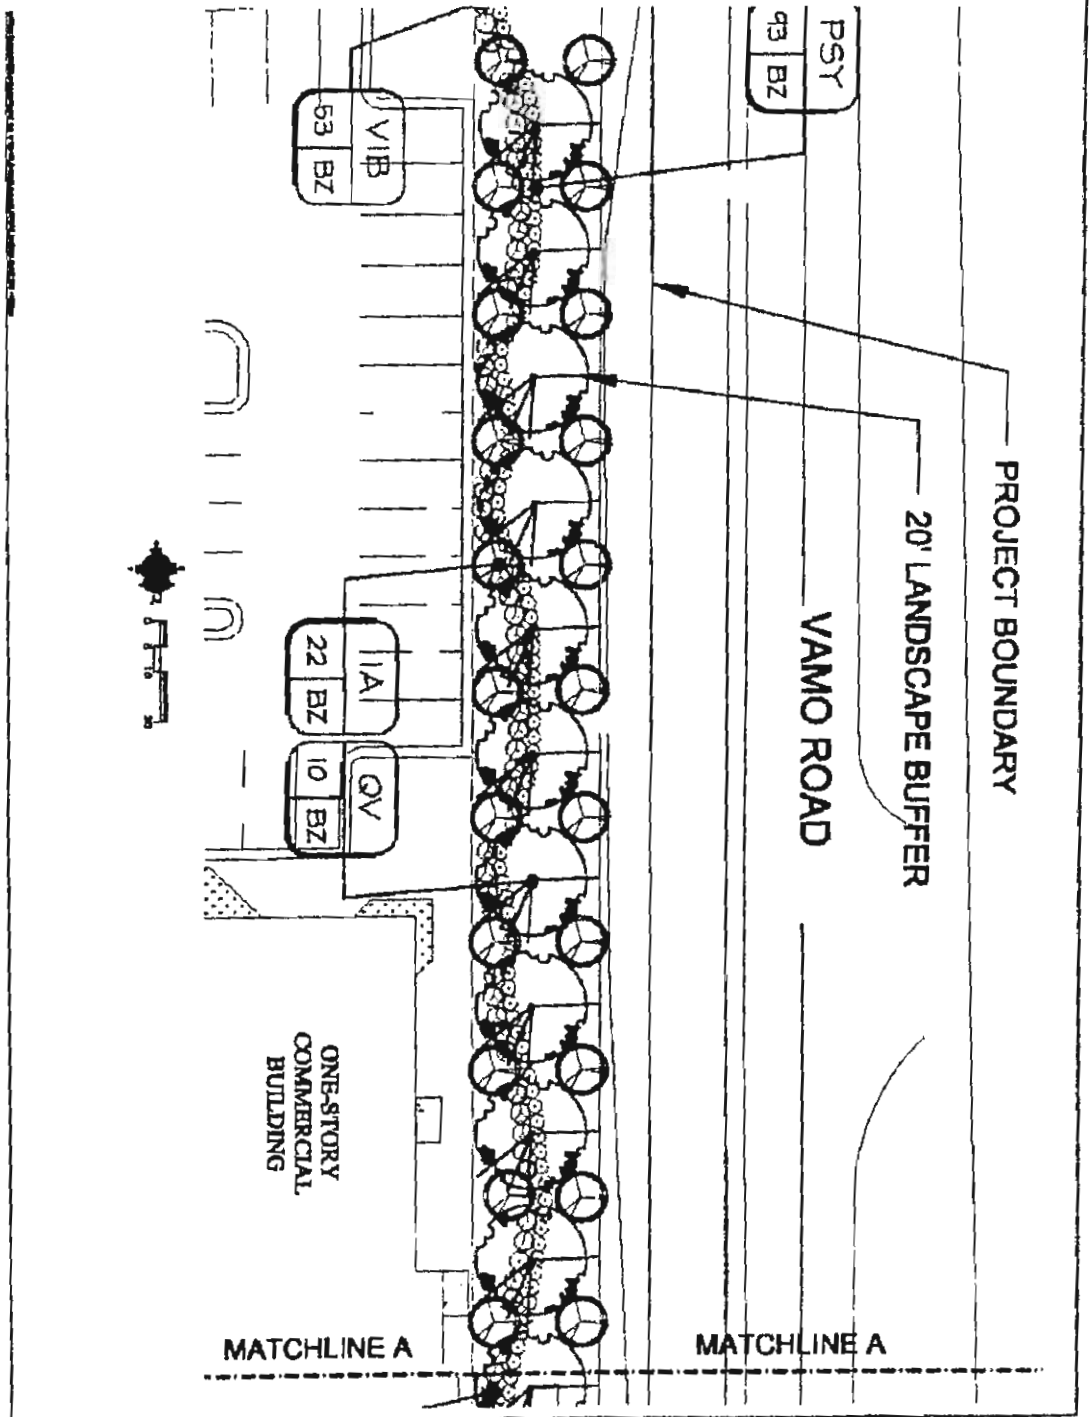 PSY
93 BZ
VIB
53 BZ
PROJECT BOUNDARY
20' LANDSCAPE BUFFER
VAMO ROAD
IIA
22 BZ
QV
10 BZ
ONE-STORY
COMMERCIAL
BUILDING
MATCHLINE A
MATCHLINE A